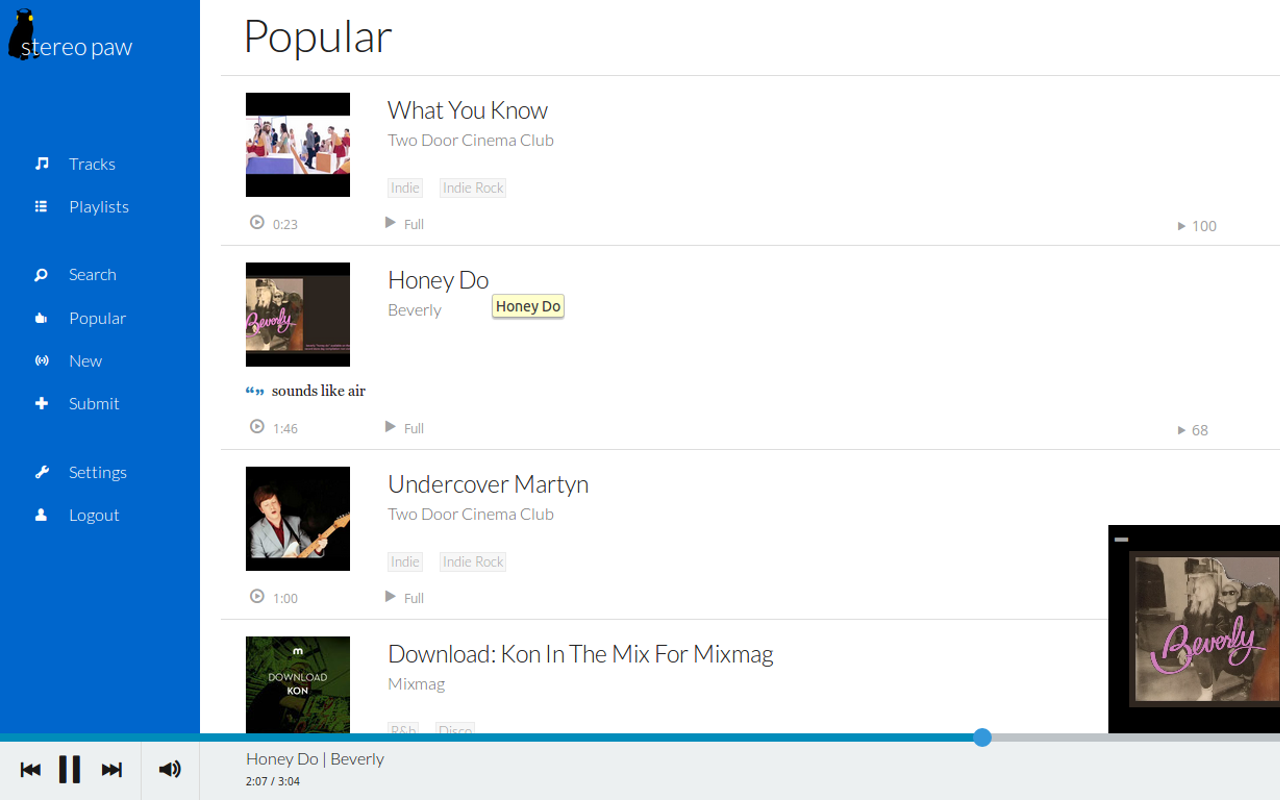 stereo paw
Tracks
Playlists
Search
Popular
New
Submit
Settings
Logout
Popular
What You Know
Two Door Cinema Club
Indie Indie Rock
0:23 Full 100
Honey Do
Beverly
Honey Do
Beverly
“” sounds like air
1:46 Full 68
Undercover Martyn
Two Door Cinema Club
Indie Indie Rock
1:00 Full
m
DOWNLOAD
KON
Download: Kon In The Mix For Mixmag
Mixmag
R&b Disco
Beverly
Honey Do | Beverly
2:07 / 3:04